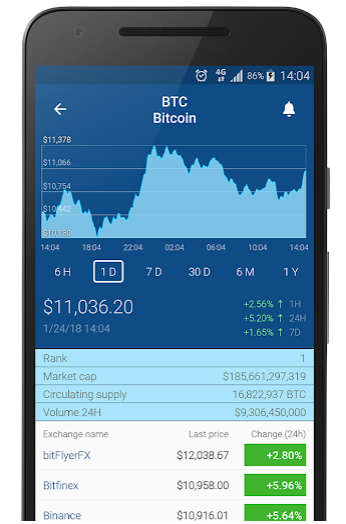 4G 86% 14:04
BTC
Bitcoin
$11,378
$11,066
$10,754
$10,442
$10,130
14:04 18:04 22:04 02:04 06:04 10:04 14:04
6 H 1 D 7 D 30 D 6 M 1 Y
$11,036.20
+2.56% ↑ 1H
+5.20% ↑ 24H
1/24/18 14:04
+1.65% ↑ 7D
Rank 1
Market cap $185,661,297,319
Circulating supply 16,822,937 BTC
Volume 24H $9,306,450,000
Exchange name Last price Change (24h)
bitFlyerFX $12,038.67 +2.80%
Bitfinex $10,958.00 +5.96%
Binance $10,916.01 +5.64%